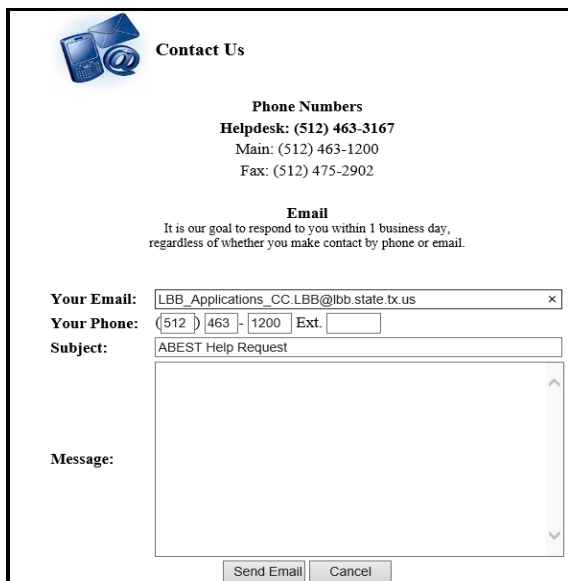 Contact Us
Phone Numbers
Helpdesk: (512) 463-3167
Main: (512) 463-1200
Fax: (512) 475-2902
Email
It is our goal to respond to you within 1 business day,
regardless of whether you make contact by phone or email.
Your Email: LBB_Applications_CC.LBB@lbb.state.tx.us ×
Your Phone: (512) 463 - 1200 Ext.
Subject: ABEST Help Request
Message:
Send Email Cancel